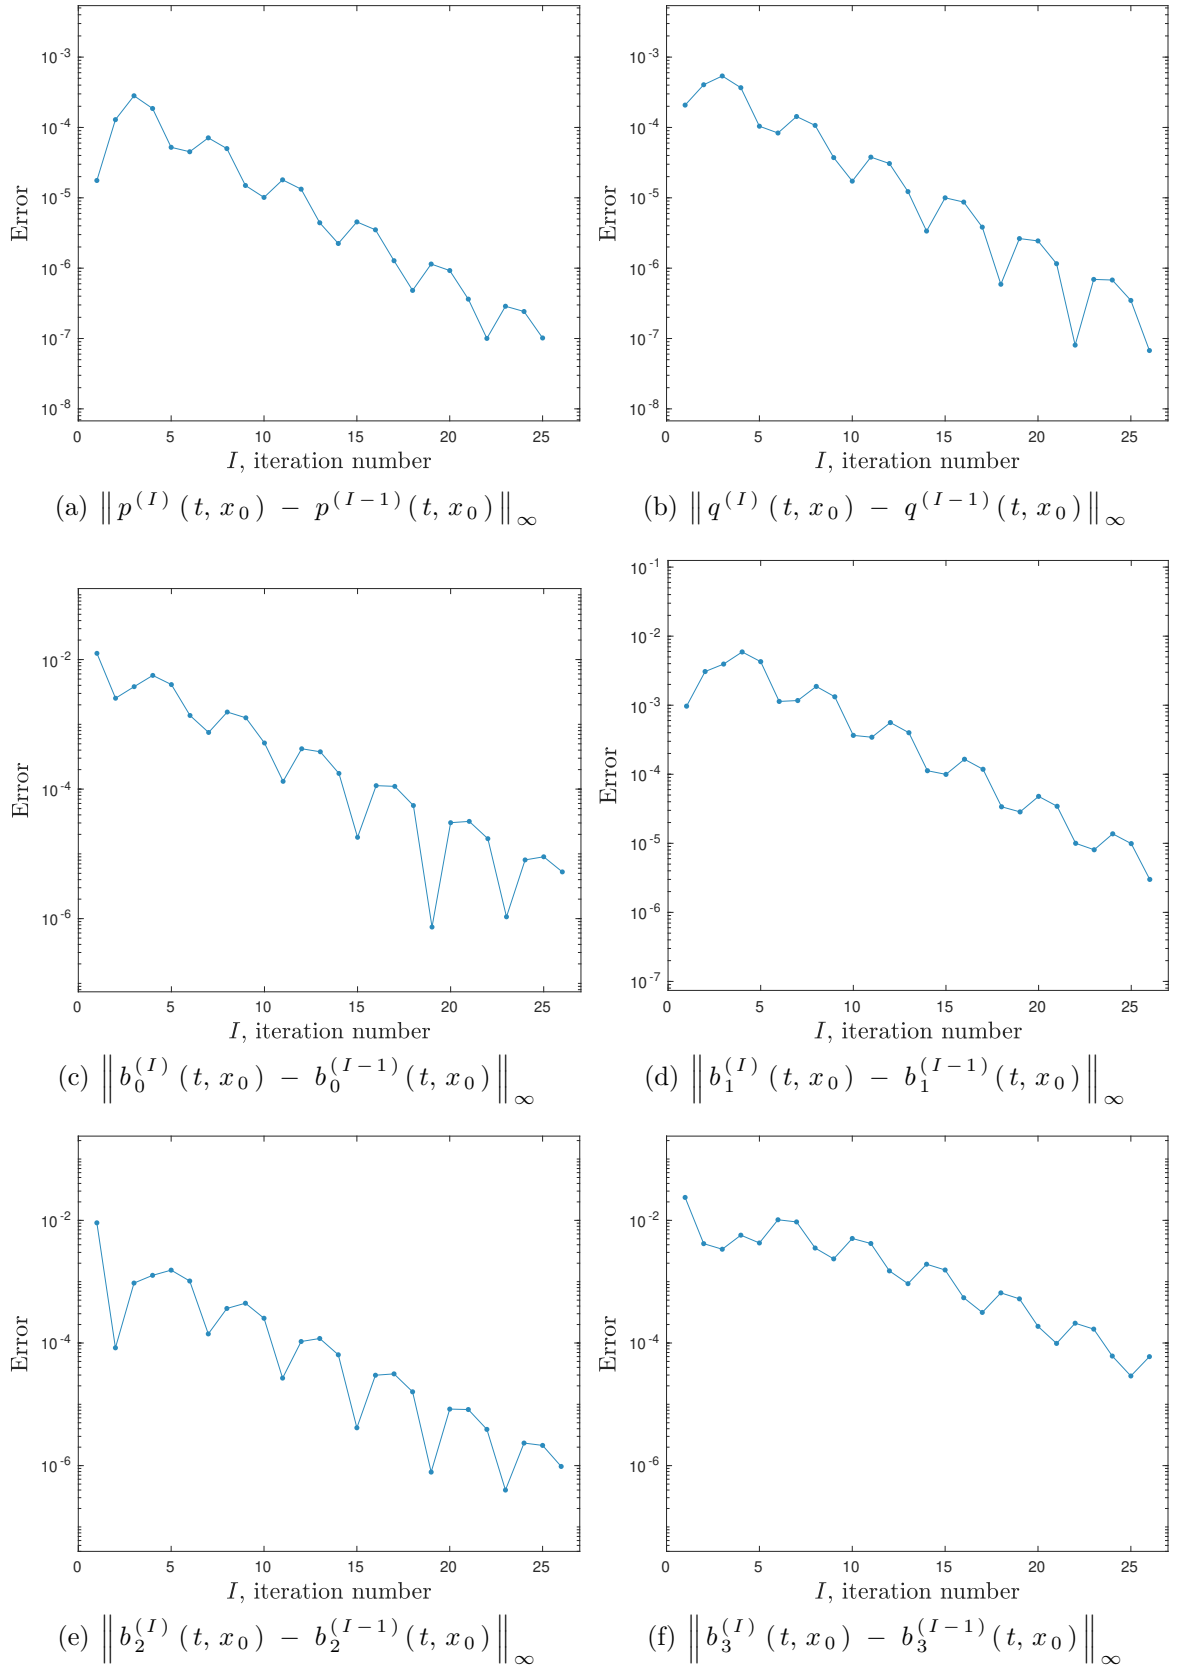 10^{-3}
10^{-4}
10^{-5}
10^{-6}
10^{-7}
10^{-8}
Error
0 5 10 15 20 25
I, iteration number
(a) ‖ p^{(I)} (t, x_0) − p^{(I−1)} (t, x_0) ‖_∞
10^{-3}
10^{-4}
10^{-5}
10^{-6}
10^{-7}
10^{-8}
Error
0 5 10 15 20 25
I, iteration number
(b) ‖ q^{(I)} (t, x_0) − q^{(I−1)} (t, x_0) ‖_∞
10^{-2}
10^{-4}
10^{-6}
Error
0 5 10 15 20 25
I, iteration number
(c) ‖ b_0^{(I)} (t, x_0) − b_0^{(I−1)} (t, x_0) ‖_∞
10^{-1}
10^{-2}
10^{-3}
10^{-4}
10^{-5}
10^{-6}
10^{-7}
Error
0 5 10 15 20 25
I, iteration number
(d) ‖ b_1^{(I)} (t, x_0) − b_1^{(I−1)} (t, x_0) ‖_∞
10^{-2}
10^{-4}
10^{-6}
Error
0 5 10 15 20 25
I, iteration number
(e) ‖ b_2^{(I)} (t, x_0) − b_2^{(I−1)} (t, x_0) ‖_∞
10^{-2}
10^{-4}
10^{-6}
Error
0 5 10 15 20 25
I, iteration number
(f) ‖ b_3^{(I)} (t, x_0) − b_3^{(I−1)} (t, x_0) ‖_∞